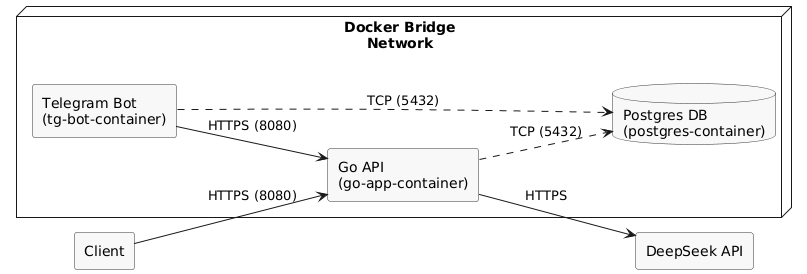 Docker Bridge
Network
Telegram Bot
(tg-bot-container)
TCP (5432)
Postgres DB
(postgres-container)
HTTPS (8080)
TCP (5432)
Go API
(go-app-container)
HTTPS (8080)
HTTPS
Client
DeepSeek API